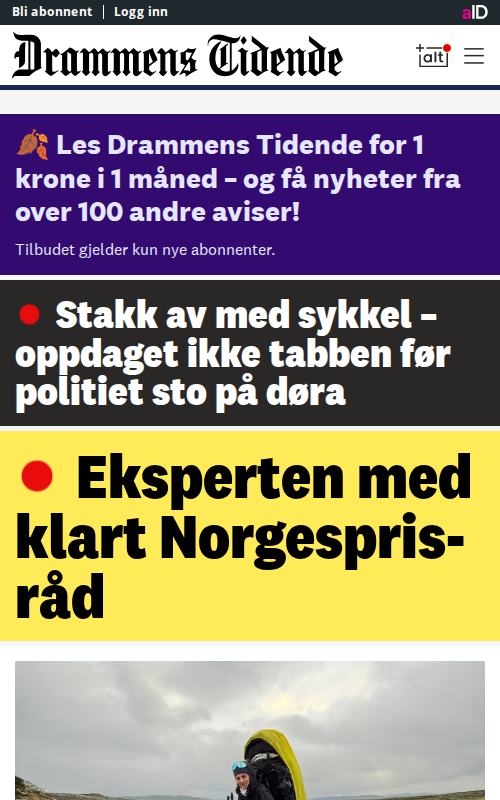 Bli abonnent | Logg inn
aID
Drammens Tidende
+alt
🍂 Les Drammens Tidende for 1
krone i 1 måned – og få nyheter fra
over 100 andre aviser!
Tilbudet gjelder kun nye abonnenter.
Stakk av med sykkel –
oppdaget ikke tabben før
politiet sto på døra
Eksperten med
klart Norgespris-
råd